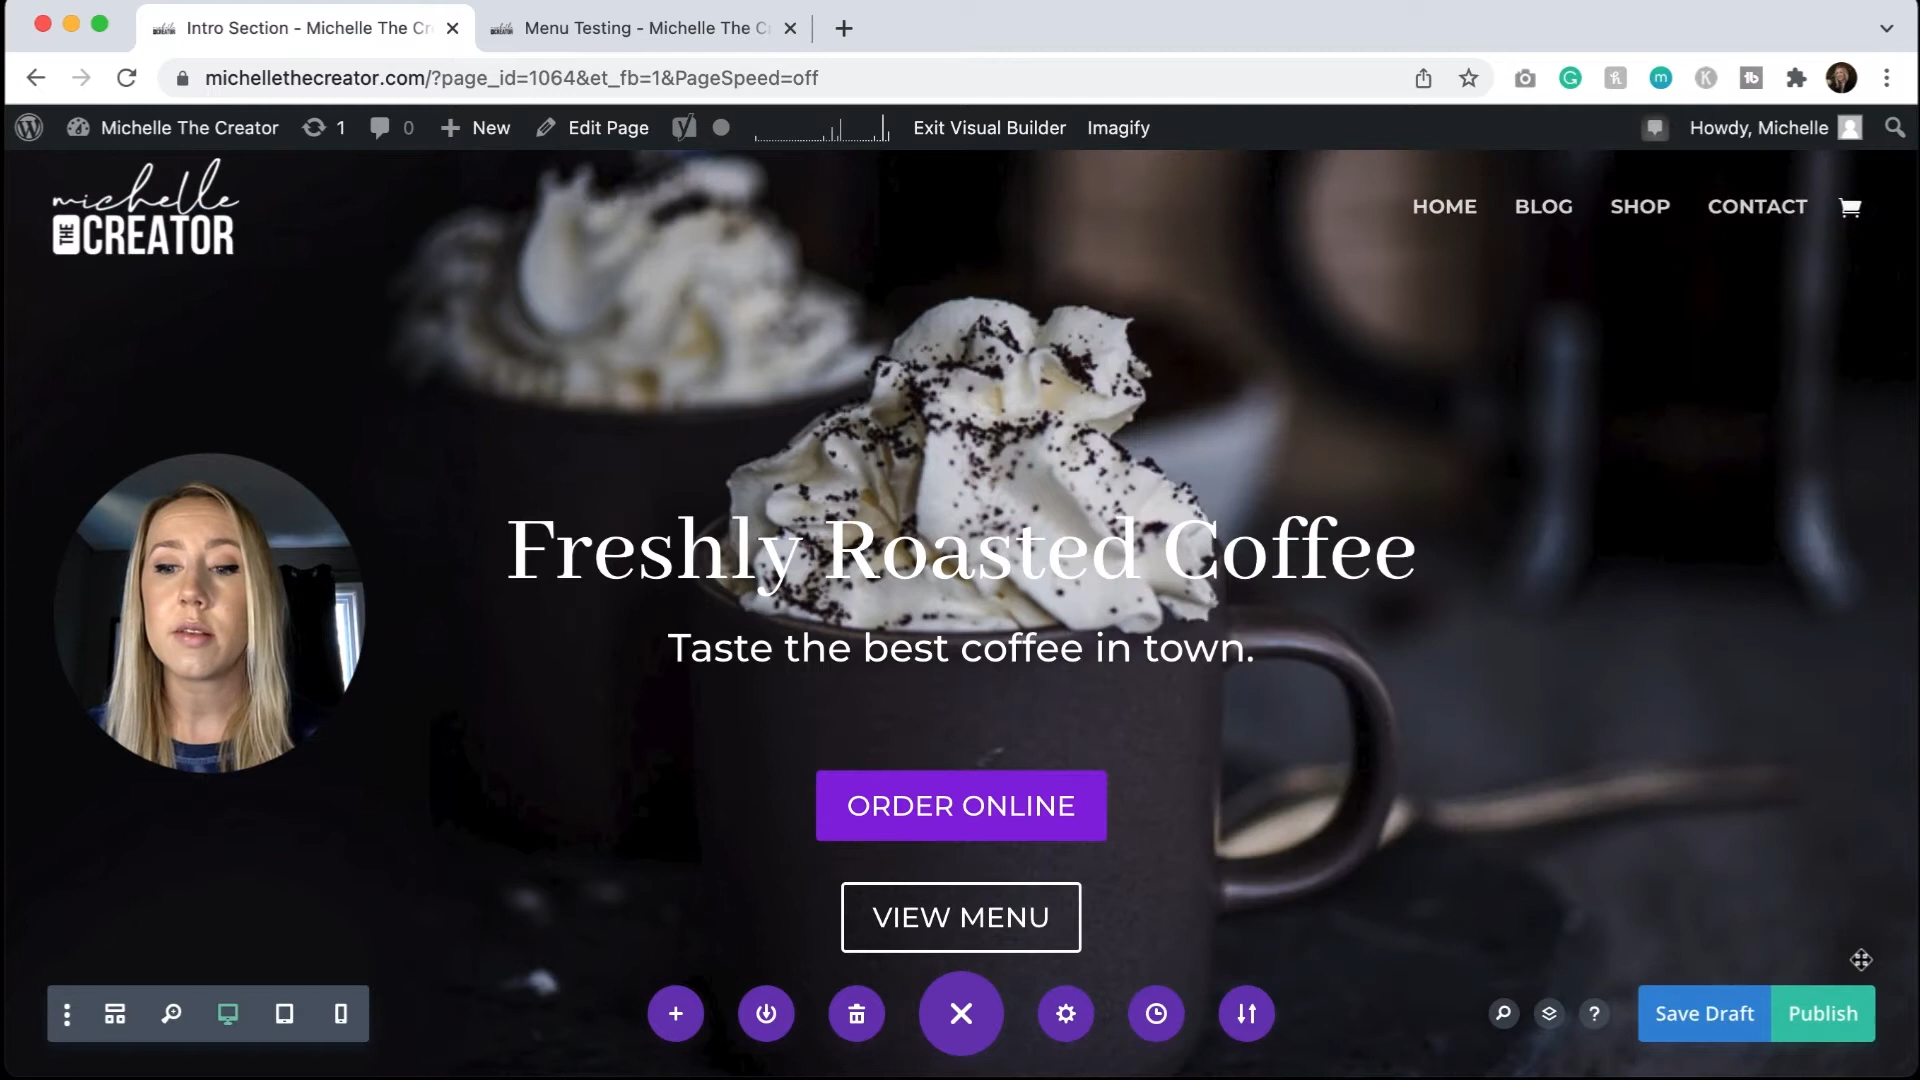 Intro Section - Michelle The Cr
Menu Testing - Michelle The C
michellethecreator.com/?page_id=1064&et_fb=1&PageSpeed=off
Michelle The Creator
1
0
New
Edit Page
Exit Visual Builder
Imagify
Howdy, Michelle
michelle
THE CREATOR
HOME
BLOG
SHOP
CONTACT
Freshly Roasted Coffee
Taste the best coffee in town.
ORDER ONLINE
VIEW MENU
Save Draft
Publish